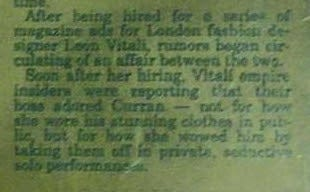 time.
After being hired for a series of
magazine ads for London fashion de-
signer Leon Vitali, rumors began cir-
culating of an affair between the two.
Soon after her hiring, Vitali empire
insiders were reporting that their
boss adored Curran — not for how
she wore his stunning clothes in pub-
lic, but for how she wowed him by
taking them off in private, seductive
solo performances.